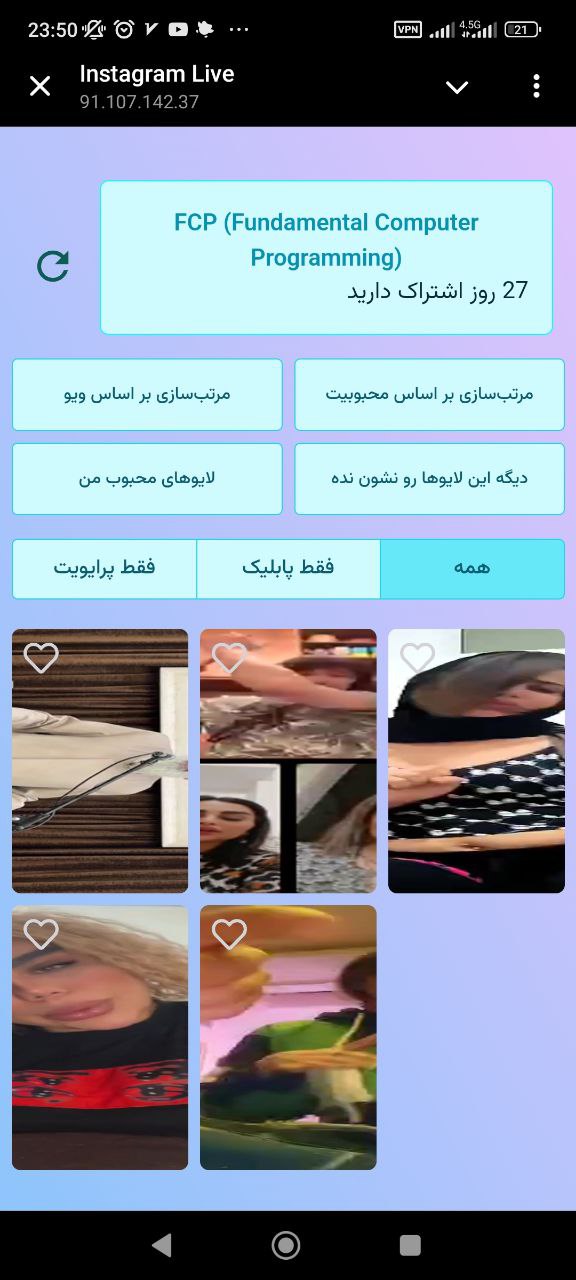 23:50
VPN
4.5G
21
Instagram Live
91.107.142.37
FCP (Fundamental Computer
Programming)
27 روز اشتراک دارید
مرتب‌سازی بر اساس محبوبیت
مرتب‌سازی بر اساس ویو
دیگه این لایوها رو نشون نده
لایوهای محبوب من
همه
فقط پابلیک
فقط پرایویت